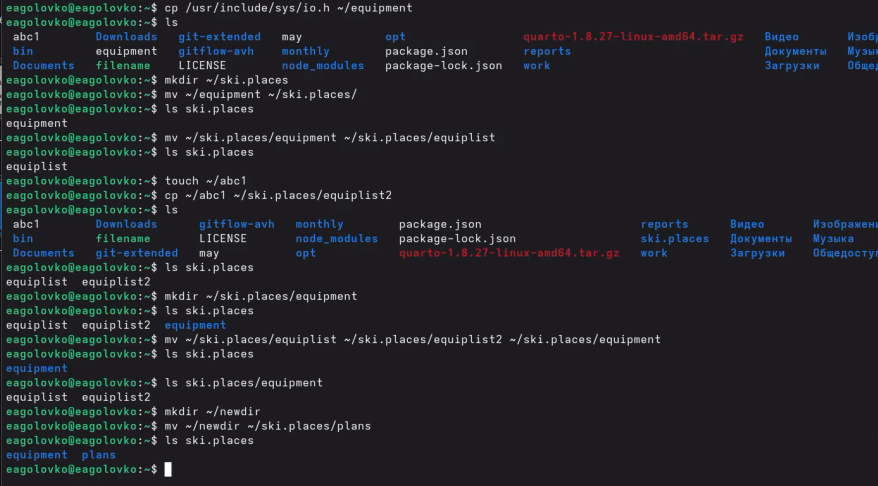 eagolovko@eagolovko:~$ cp /usr/include/sys/io.h ~/equipment
eagolovko@eagolovko:~$ ls
abc1 Downloads git-extended may opt quarto-1.8.27-linux-amd64.tar.gz Видео
bin equipment gitflow-avh monthly package.json reports Документы
Documents filename LICENSE node_modules package-lock.json work Загрузки
eagolovko@eagolovko:~$ mkdir ~/ski.places
eagolovko@eagolovko:~$ mv ~/equipment ~/ski.places/
eagolovko@eagolovko:~$ ls ski.places
equipment
eagolovko@eagolovko:~$ mv ~/ski.places/equipment ~/ski.places/equiplist
eagolovko@eagolovko:~$ ls ski.places
equiplist
eagolovko@eagolovko:~$ touch ~/abc1
eagolovko@eagolovko:~$ cp ~/abc1 ~/ski.places/equiplist2
eagolovko@eagolovko:~$ ls
abc1 Downloads gitflow-avh monthly package.json reports Видео Изображени
bin filename LICENSE node_modules package-lock.json ski.places Документы Музыка
Documents git-extended may opt quarto-1.8.27-linux-amd64.tar.gz work Загрузки Общедосту
eagolovko@eagolovko:~$ ls ski.places
equiplist equiplist2
eagolovko@eagolovko:~$ mkdir ~/ski.places/equipment
eagolovko@eagolovko:~$ ls ski.places
equiplist equiplist2 equipment
eagolovko@eagolovko:~$ mv ~/ski.places/equiplist ~/ski.places/equiplist2 ~/ski.places/equipment
eagolovko@eagolovko:~$ ls ski.places
equipment
eagolovko@eagolovko:~$ ls ski.places/equipment
equiplist equiplist2
eagolovko@eagolovko:~$ mkdir ~/newdir
eagolovko@eagolovko:~$ mv ~/newdir ~/ski.places/plans
eagolovko@eagolovko:~$ ls ski.places
equipment plans
eagolovko@eagolovko:~$